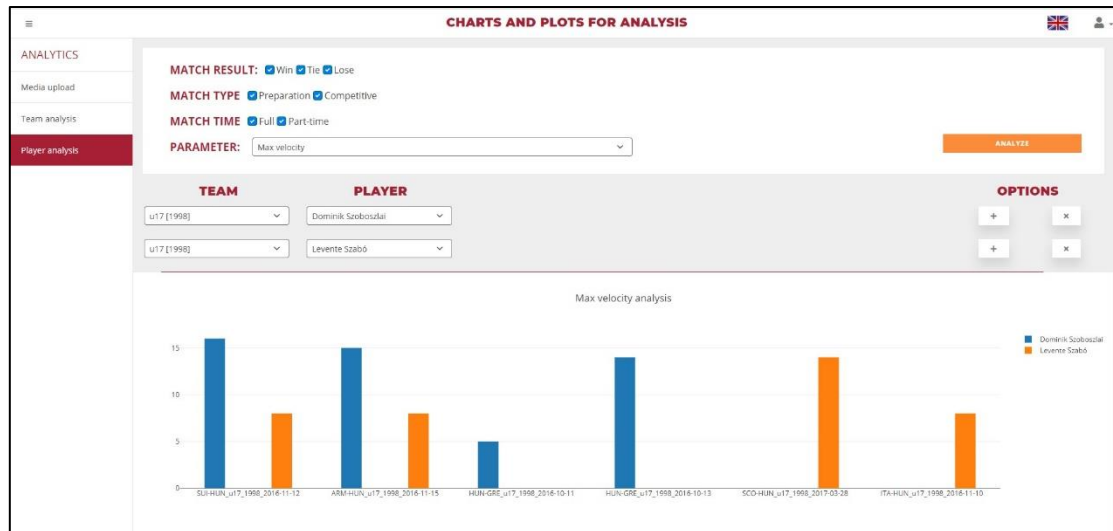 CHARTS AND PLOTS FOR ANALYSIS
ANALYTICS
Media upload
Team analysis
Player analysis
MATCH RESULT: Win Tie Lose
MATCH TYPE Preparation Competitive
MATCH TIME Full Part-time
PARAMETER: Max velocity
ANALYZE
TEAM PLAYER OPTIONS
u17 [1998] Dominik Szoboszlai + ×
u17 [1998] Levente Szabó + ×
Max velocity analysis
Dominik Szoboszlai
Levente Szabó
15
10
5
0
SUI-HUN_u17_1998_2016-11-12 ARM-HUN_u17_1998_2016-11-15 HUN-GRE_u17_1998_2016-10-11 HUN-GRE_u17_1998_2016-10-13 SCO-HUN_u17_1998_2017-03-28 ITA-HUN_u17_1998_2016-11-10